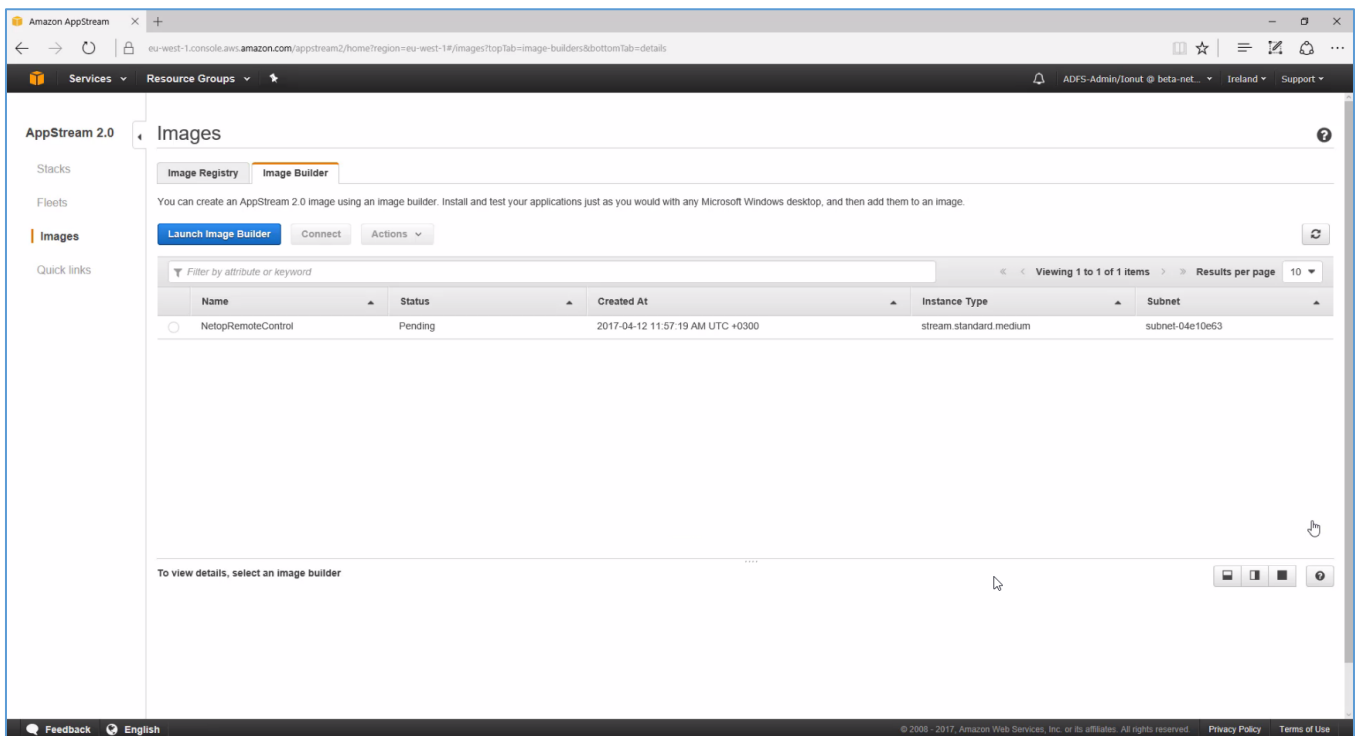 Amazon AppStream
eu-west-1.console.aws.amazon.com/appstream2/home?region=eu-west-1#/images?topTab=image-builders&bottomTab=details
Services Resource Groups ADFS-Admin/Ionut @ beta-net... Ireland Support
AppStream 2.0
Stacks
Fleets
Images
Quick links
Images
Image Registry Image Builder
You can create an AppStream 2.0 image using an image builder. Install and test your applications just as you would with any Microsoft Windows desktop, and then add them to an image.
Launch Image Builder Connect Actions
Filter by attribute or keyword Viewing 1 to 1 of 1 items Results per page 10
Name Status Created At Instance Type Subnet
NetopRemoteControl Pending 2017-04-12 11:57:19 AM UTC +0300 stream.standard.medium subnet-04e10e63
To view details, select an image builder
Feedback English © 2008 - 2017, Amazon Web Services, Inc. or its affiliates. All rights reserved. Privacy Policy Terms of Use